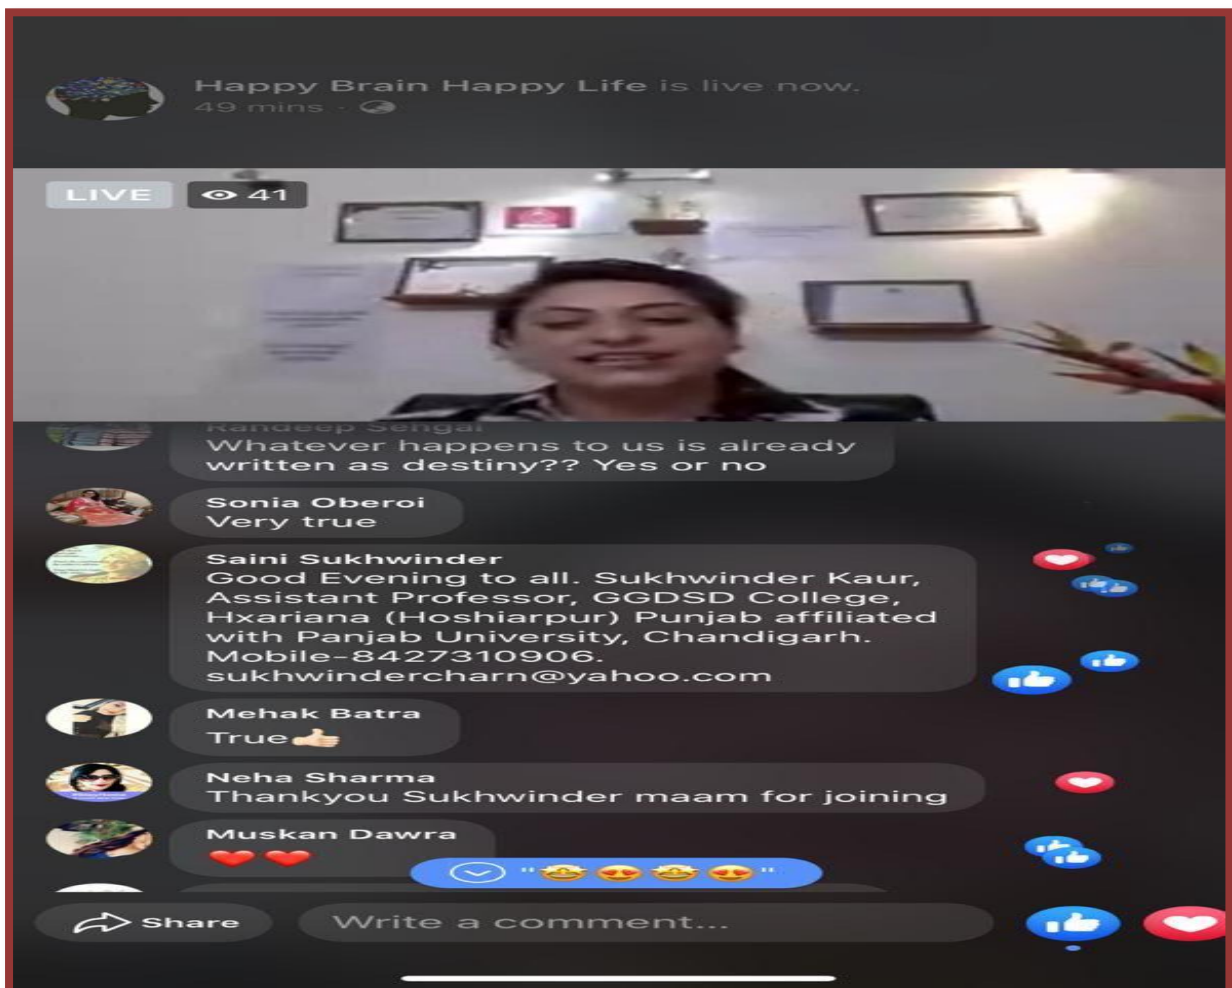 Happy Brain Happy Life is live now.
49 mins ·
LIVE
41
Randeep Sengai
Whatever happens to us is already
written as destiny?? Yes or no
Sonia Oberoi
Very true
Saini Sukhwinder
Good Evening to all. Sukhwinder Kaur,
Assistant Professor, GGDSD College,
Hxariana (Hoshiarpur) Punjab affiliated
with Panjab University, Chandigarh.
Mobile-8427310906.
sukhwindercharn@yahoo.com
Mehak Batra
True👍🏻
Neha Sharma
Thankyou Sukhwinder maam for joining
Muskan Dawra
❤️❤️
"🤩😍🤩😍"
Share
Write a comment...